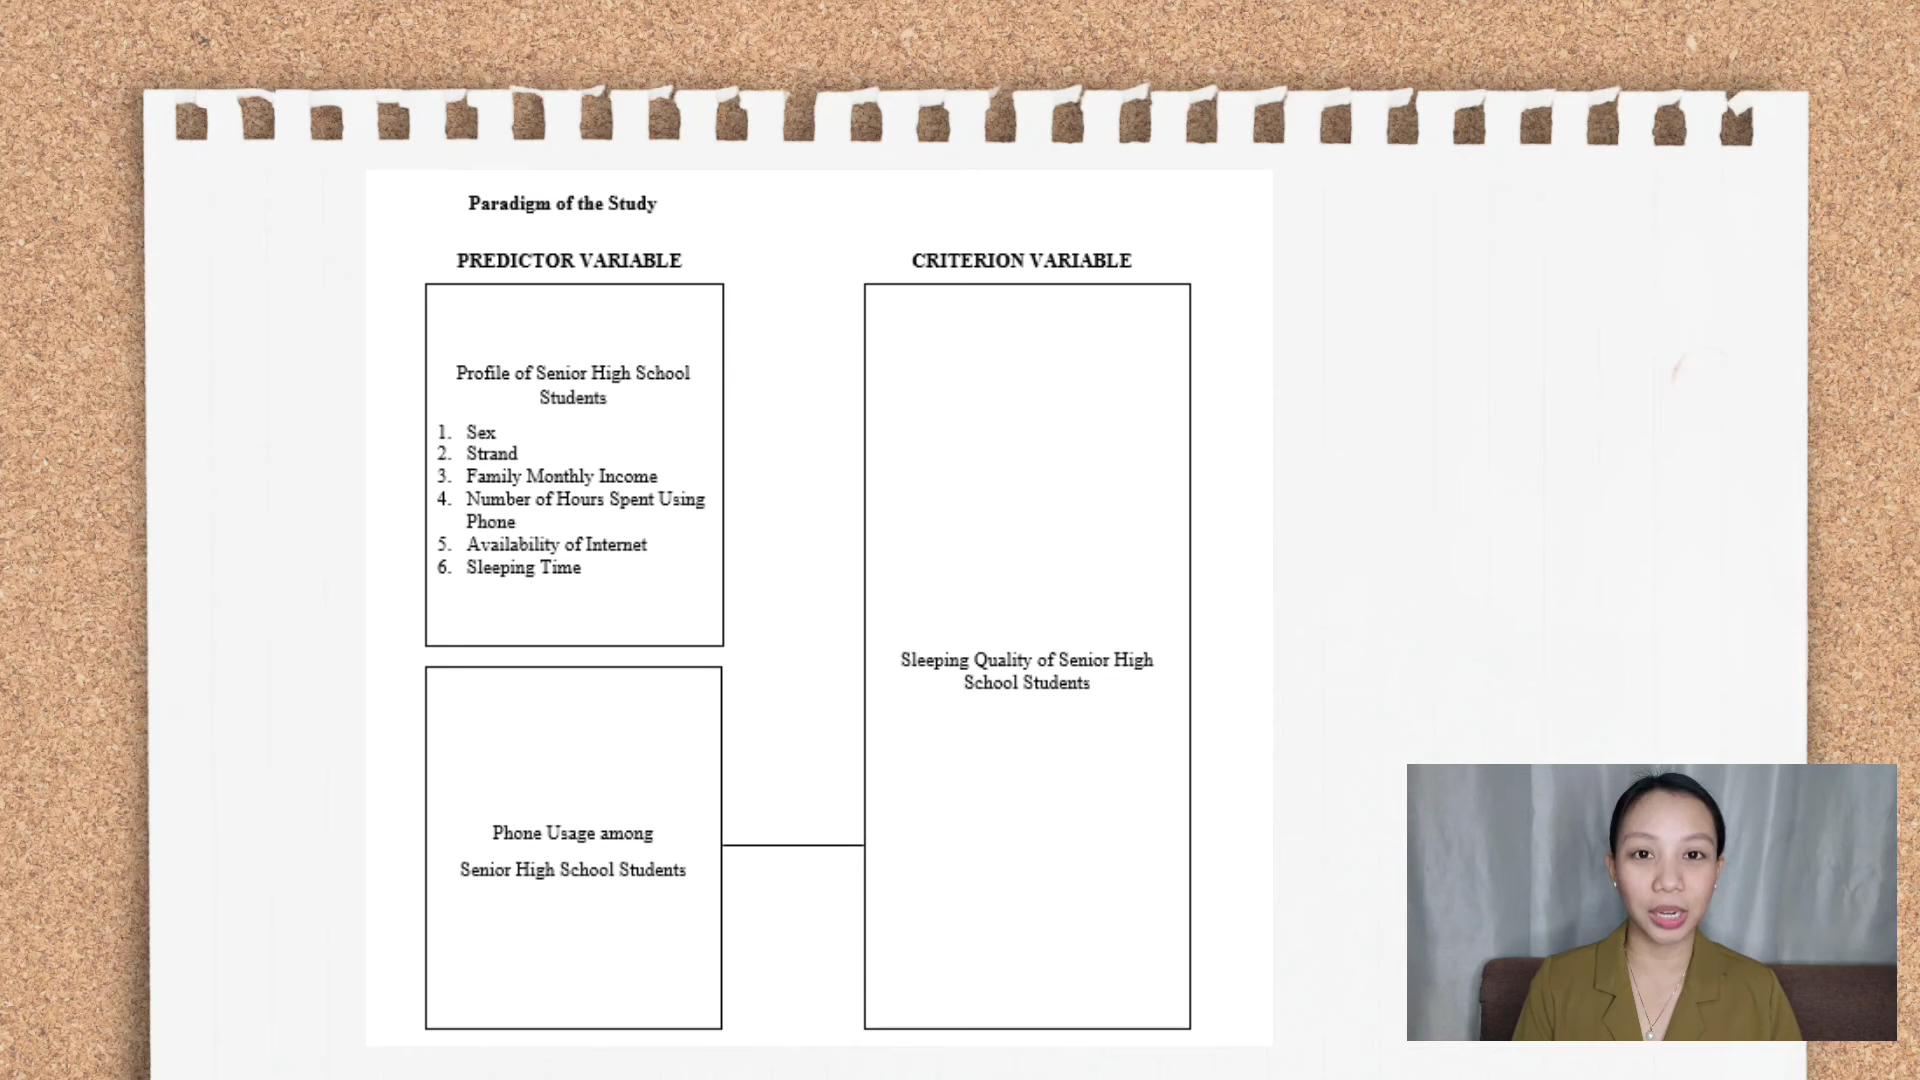 Paradigm of the Study
PREDICTOR VARIABLE
Profile of Senior High School
Students
1. Sex
2. Strand
3. Family Monthly Income
4. Number of Hours Spent Using
Phone
5. Availability of Internet
6. Sleeping Time
Phone Usage among
Senior High School Students
CRITERION VARIABLE
Sleeping Quality of Senior High
School Students